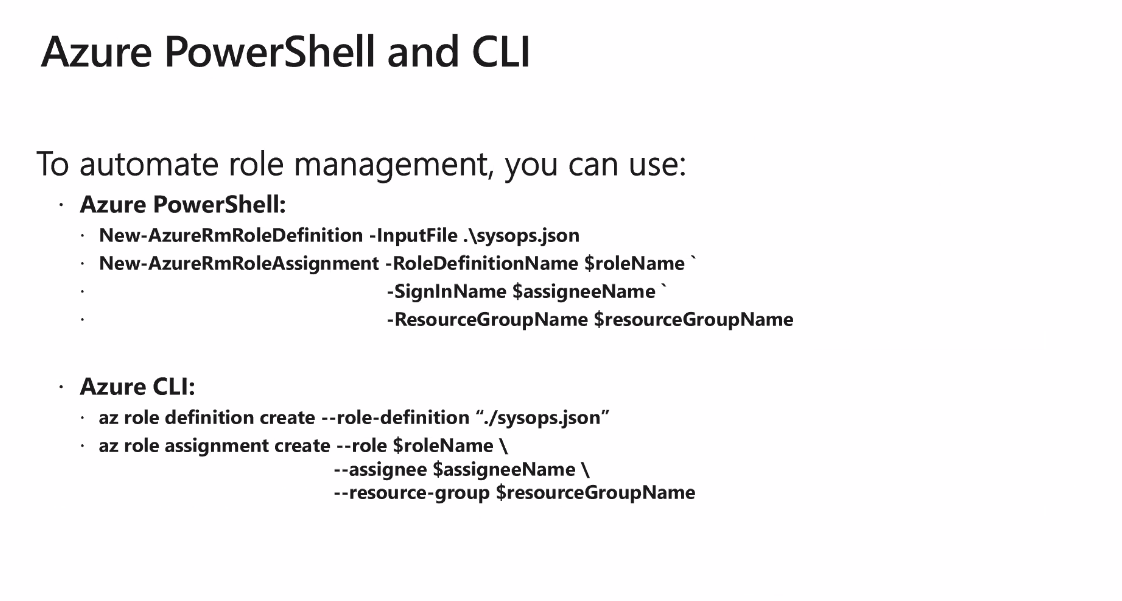 Azure PowerShell and CLI
To automate role management, you can use:
· Azure PowerShell:
· New-AzureRmRoleDefinition -InputFile .\sysops.json
· New-AzureRmRoleAssignment -RoleDefinitionName $roleName `
· -SignInName $assigneeName `
· -ResourceGroupName $resourceGroupName
· Azure CLI:
· az role definition create --role-definition “./sysops.json”
· az role assignment create --role $roleName \
--assignee $assigneeName \
--resource-group $resourceGroupName